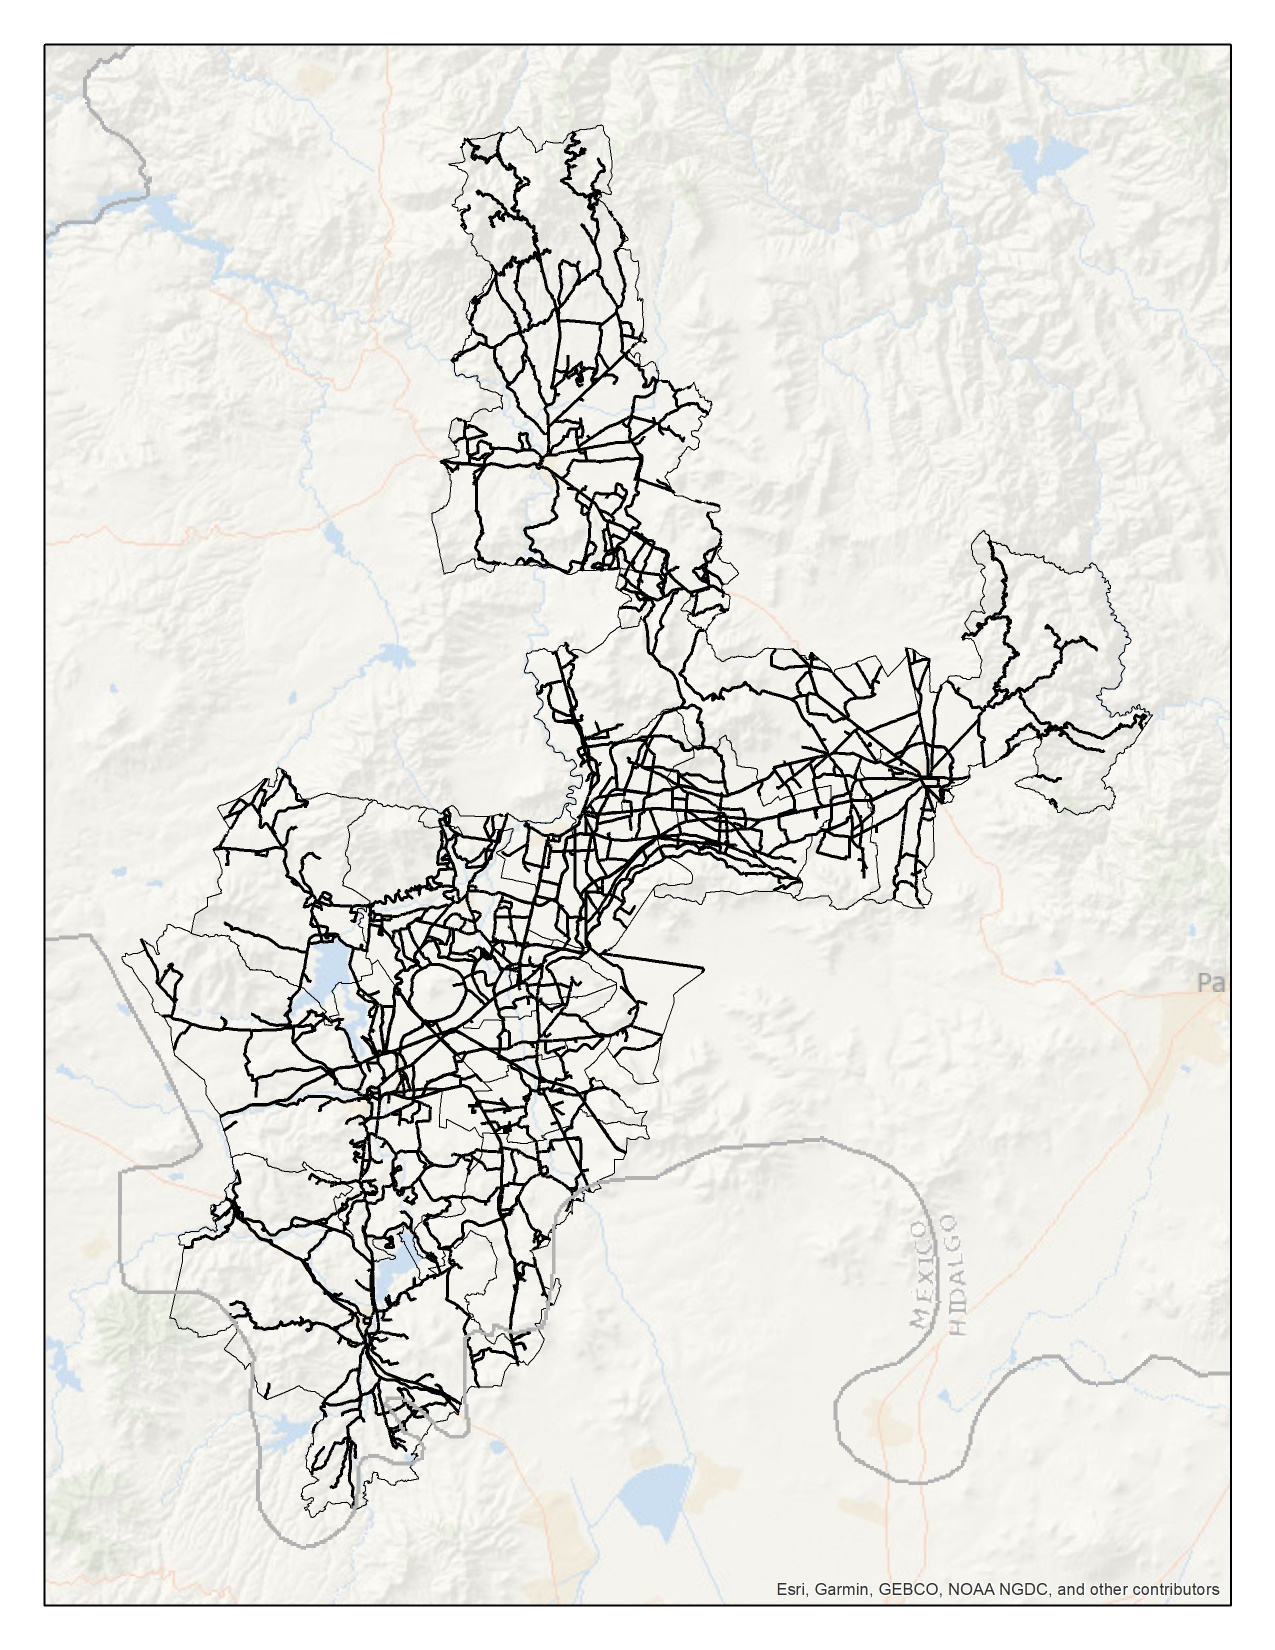 Pa
MEXICO
HIDALGO
Esri, Garmin, GEBCO, NOAA NGDC, and other contributors